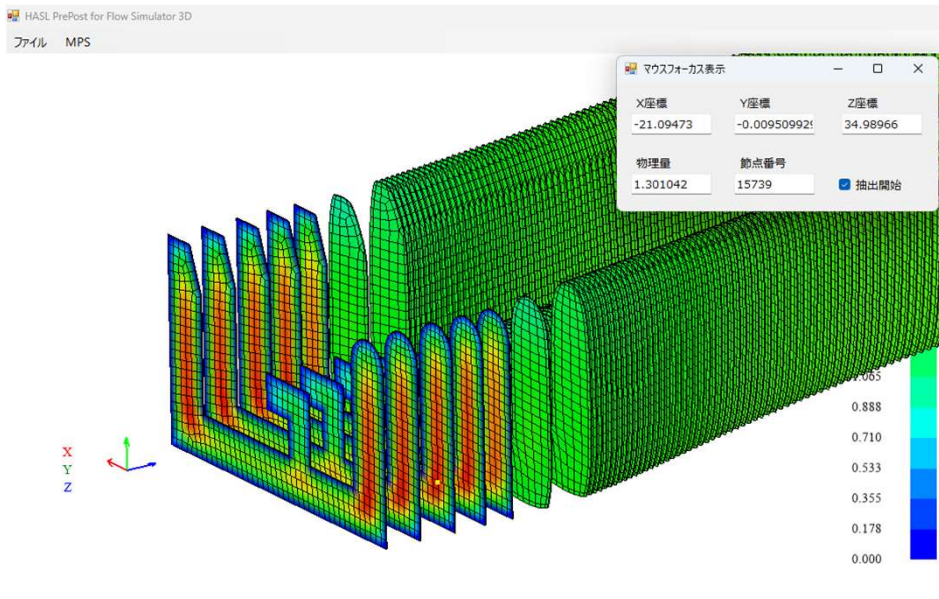 HASL PrePost for Flow Simulator 3D
ファイル MPS
マウスフォーカス表示
X座標 Y座標 Z座標
-21.09473 -0.00950992 34.98966
物理量 節点番号
1.301042 15739 抽出開始
0.888
0.710
0.533
0.355
0.178
0.000
X
Y
Z